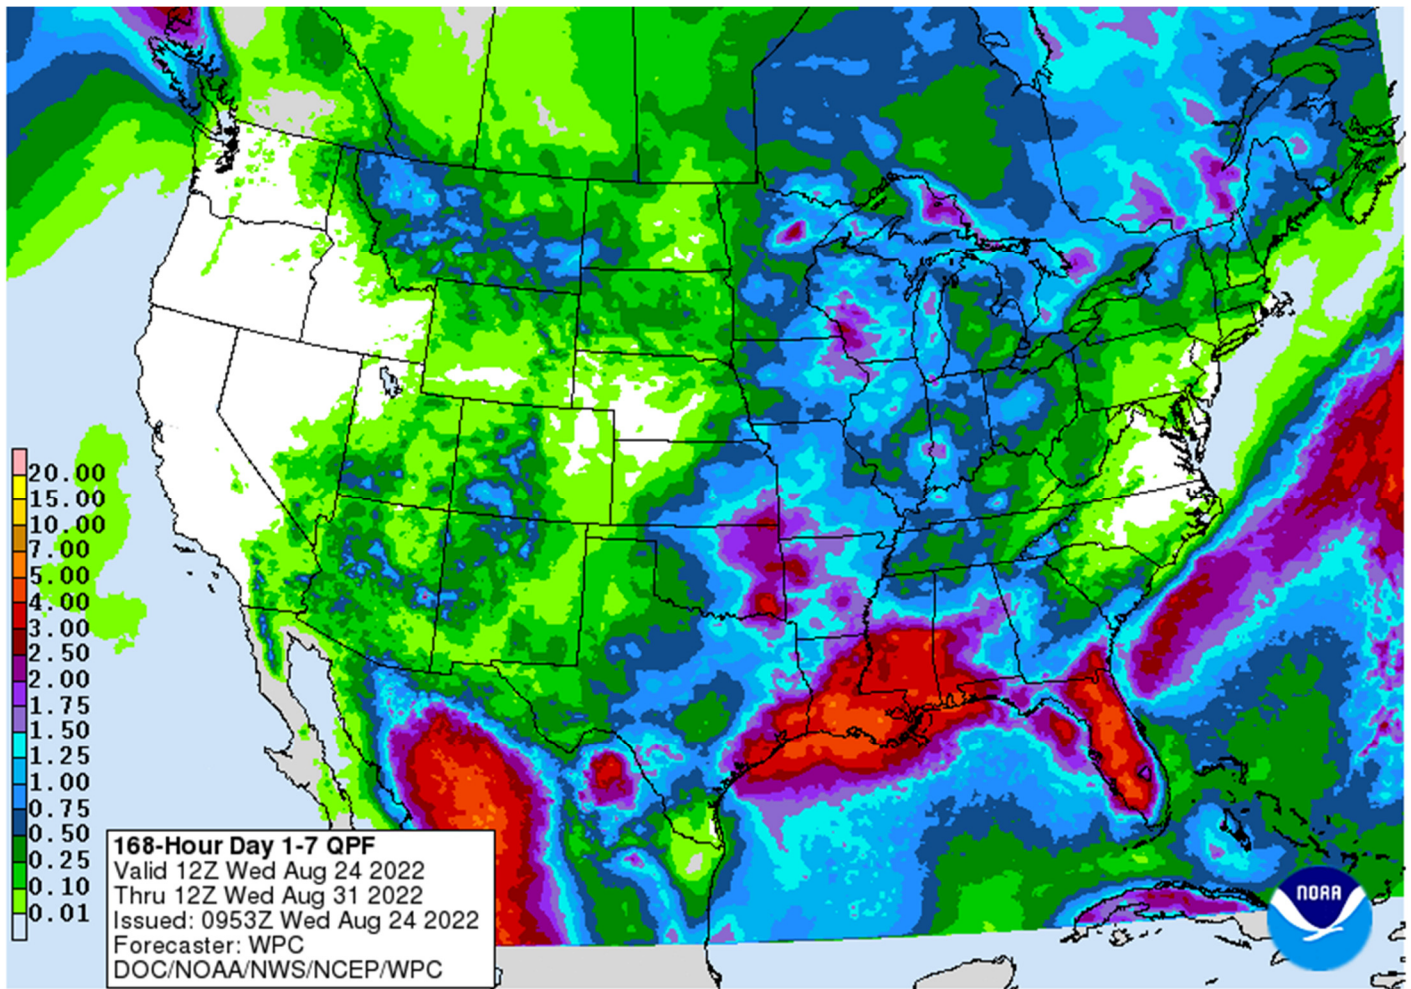 20.00
15.00
10.00
7.00
5.00
4.00
3.00
2.50
2.00
1.75
1.50
1.25
1.00
0.75
0.50
0.25
0.10
0.01
168-Hour Day 1-7 QPF
Valid 12Z Wed Aug 24 2022
Thru 12Z Wed Aug 31 2022
Issued: 0953Z Wed Aug 24 2022
Forecaster: WPC
DOC/NOAA/NWS/NCEP/WPC
NOAA